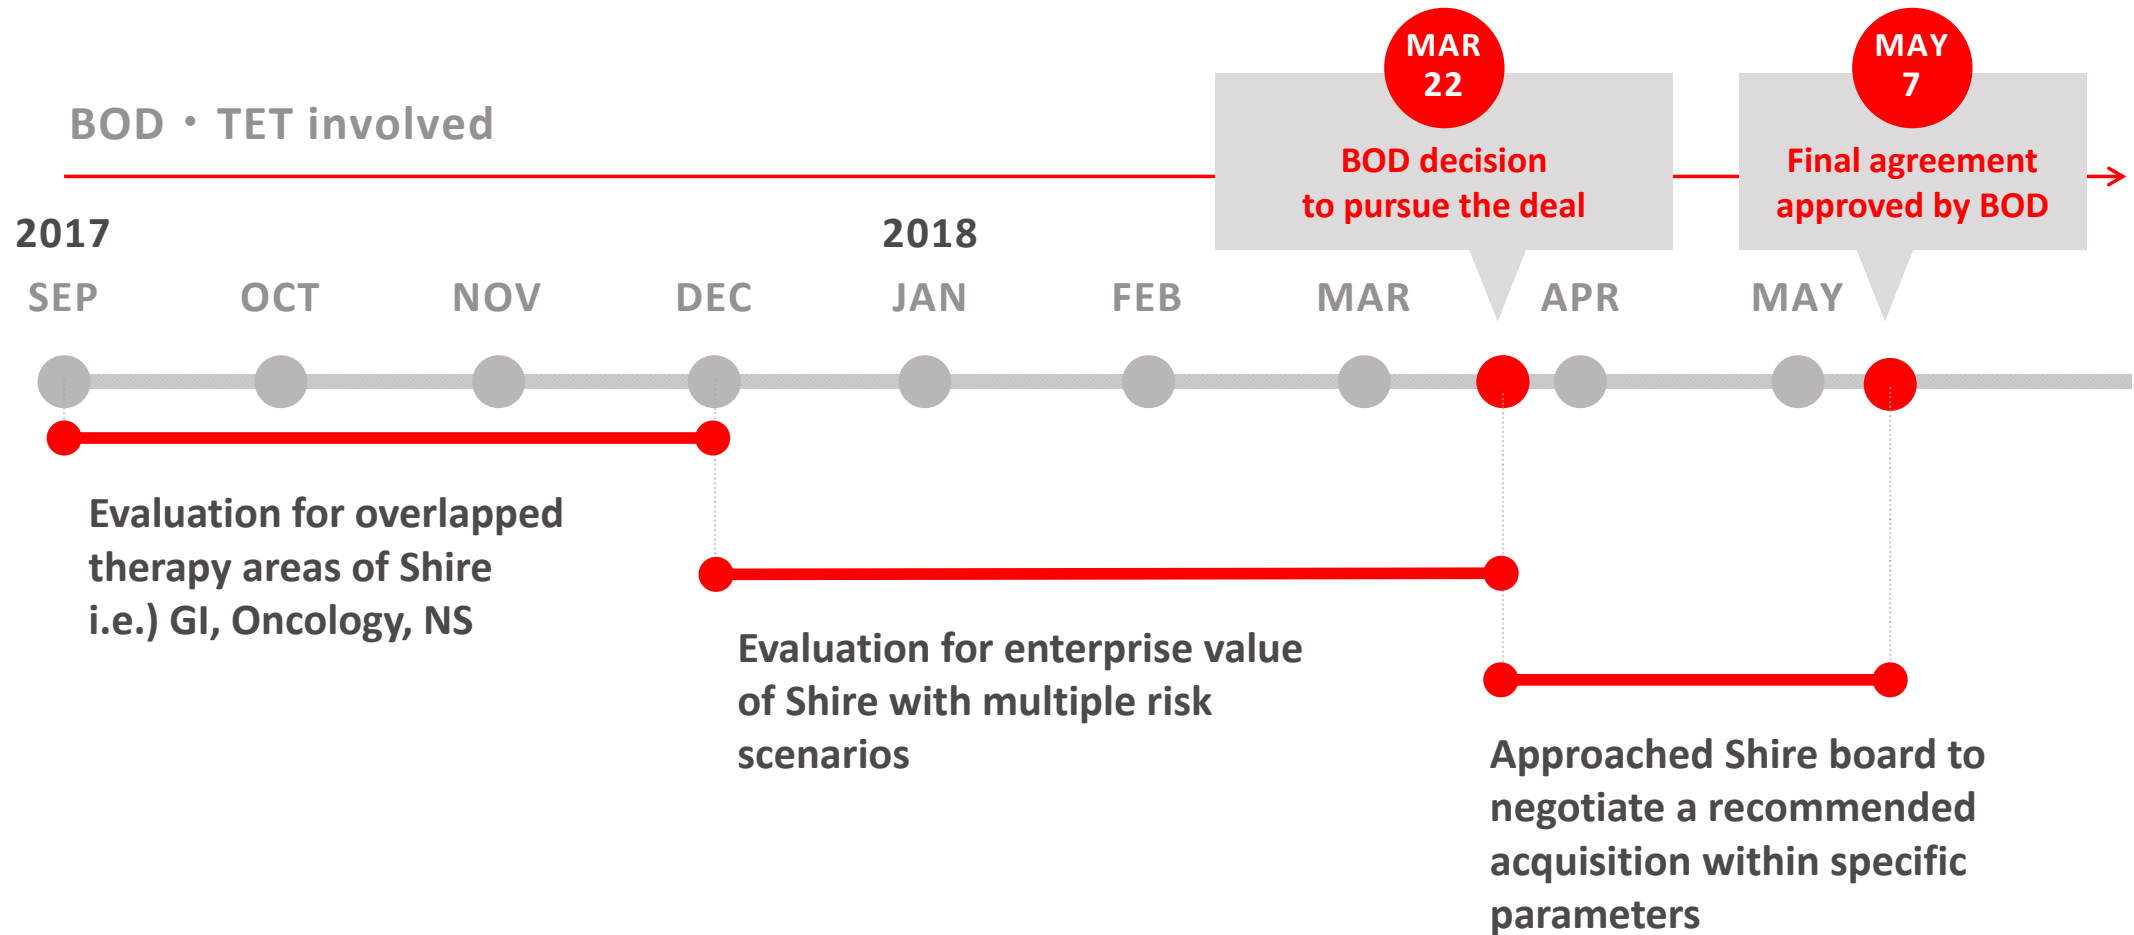 MAR
22
MAY
7
BOD・TET involved
BOD decision
to pursue the deal
Final agreement
approved by BOD
2017
2018
SEP
OCT
NOV
DEC
JAN
FEB
MAR
APR
MAY
Evaluation for overlapped
therapy areas of Shire
i.e.) GI, Oncology, NS
Evaluation for enterprise value
of Shire with multiple risk
scenarios
Approached Shire board to
negotiate a recommended
acquisition within specific
parameters